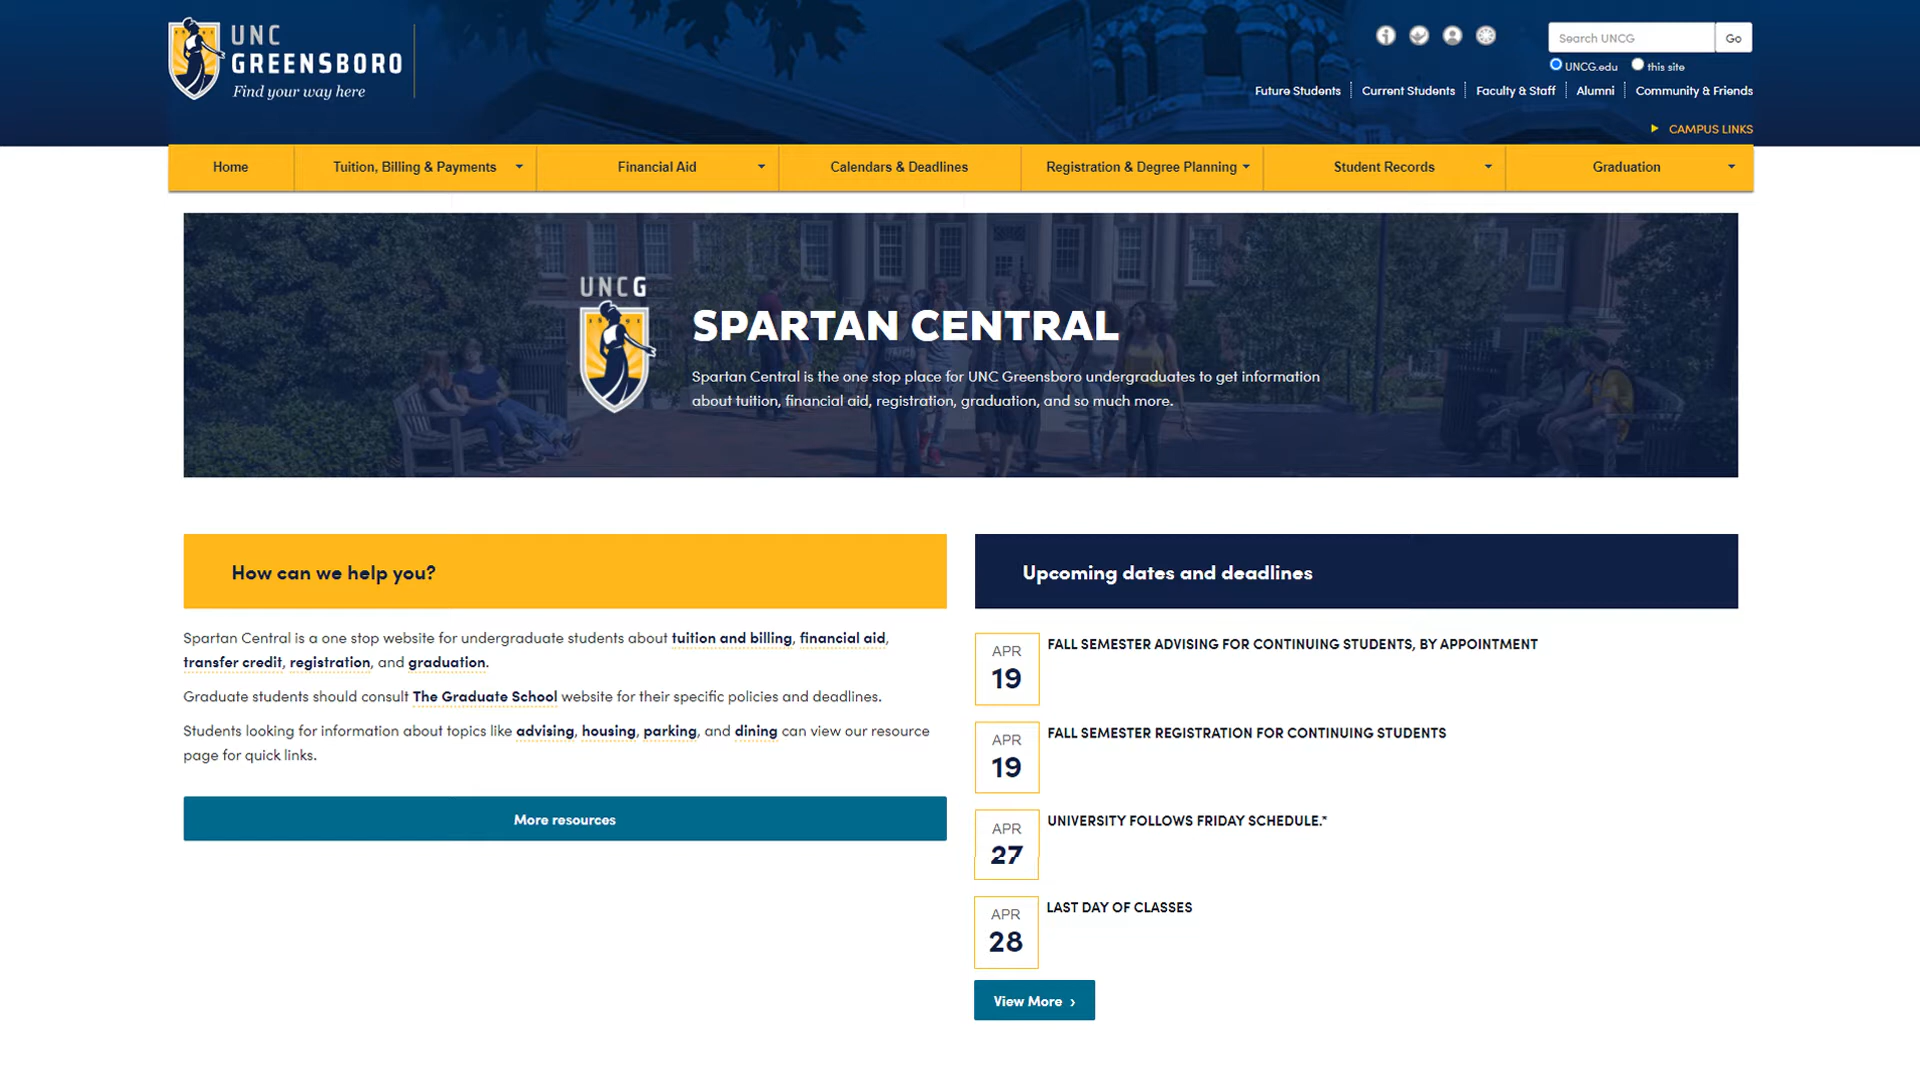 UNC
GREENSBORO
Find your way here
Search UNCG
Go
UNCG.edu
this site
Future Students
Current Students
Faculty & Staff
Alumni
Community & Friends
CAMPUS LINKS
Home
Tuition, Billing & Payments
Financial Aid
Calendars & Deadlines
Registration & Degree Planning
Student Records
Graduation
UNCG
SPARTAN CENTRAL
Spartan Central is the one stop place for UNC Greensboro undergraduates to get information
about tuition, financial aid, registration, graduation, and so much more.
How can we help you?
Spartan Central is a one stop website for undergraduate students about tuition and billing, financial aid,
transfer credit, registration, and graduation.
Graduate students should consult The Graduate School website for their specific policies and deadlines.
Students looking for information about topics like advising, housing, parking, and dining can view our resource
page for quick links.
More resources
Upcoming dates and deadlines
APR
19
FALL SEMESTER ADVISING FOR CONTINUING STUDENTS, BY APPOINTMENT
APR
19
FALL SEMESTER REGISTRATION FOR CONTINUING STUDENTS
APR
27
UNIVERSITY FOLLOWS FRIDAY SCHEDULE.*
APR
28
LAST DAY OF CLASSES
View More ›